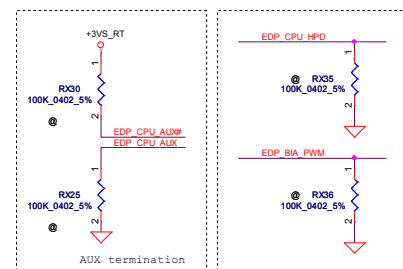 +3VS_RT
1
RX30
100K_0402_5%
2
@
EDP_CPU_AUX#
EDP_CPU_AUX
1
RX25
100K_0402_5%
2
@
AUX termination
EDP_CPU_HPD
1
@ RX35
100K_0402_5%
2
EDP_BIA_PWM
1
@ RX36
100K_0402_5%
2